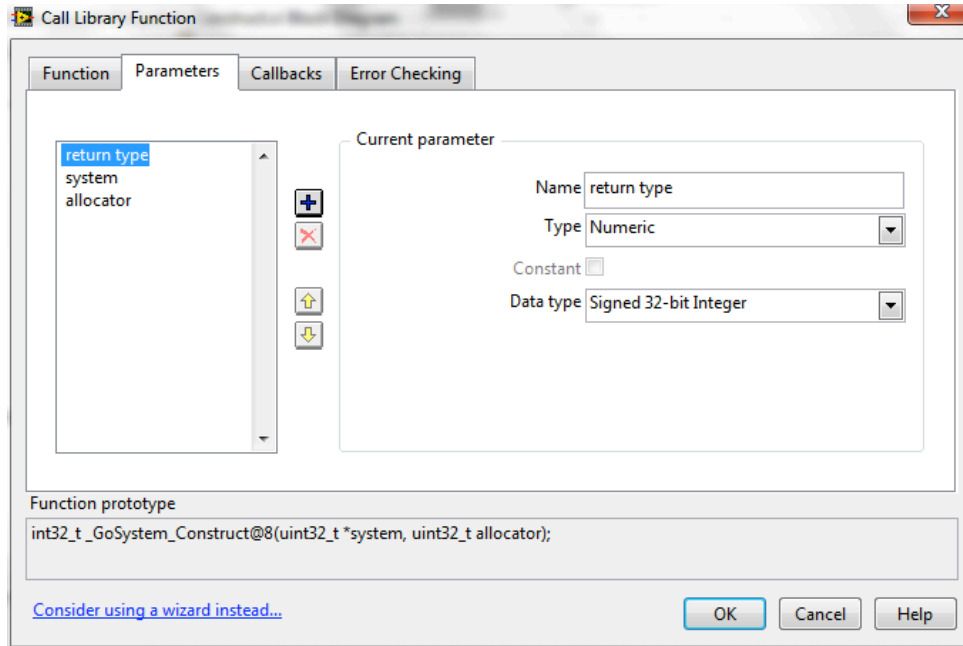 Call Library Function
Function
Parameters
Callbacks
Error Checking
return type
system
allocator
Current parameter
Name return type
Type Numeric
Constant
Data type Signed 32-bit Integer
Function prototype
int32_t _GoSystem_Construct@8(uint32_t *system, uint32_t allocator);
Consider using a wizard instead...
OK
Cancel
Help